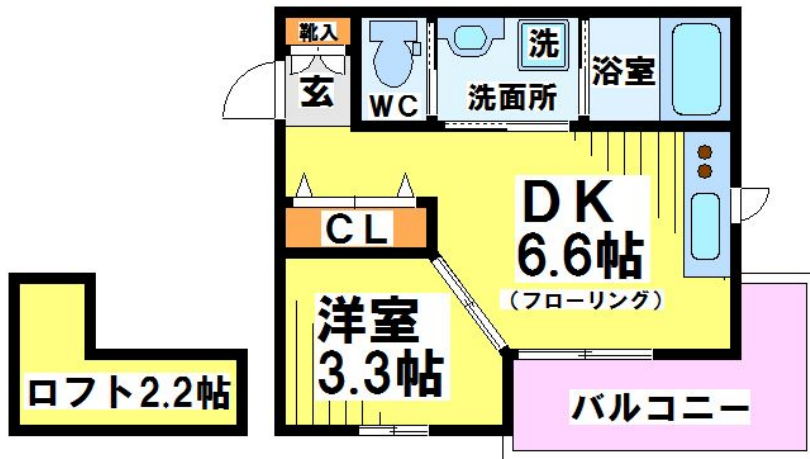 靴入
玄
WC
洗
洗面所
浴室
CL
DK
6.6帖
(フローリング)
洋室
3.3帖
ロフト2.2帖
バルコニー